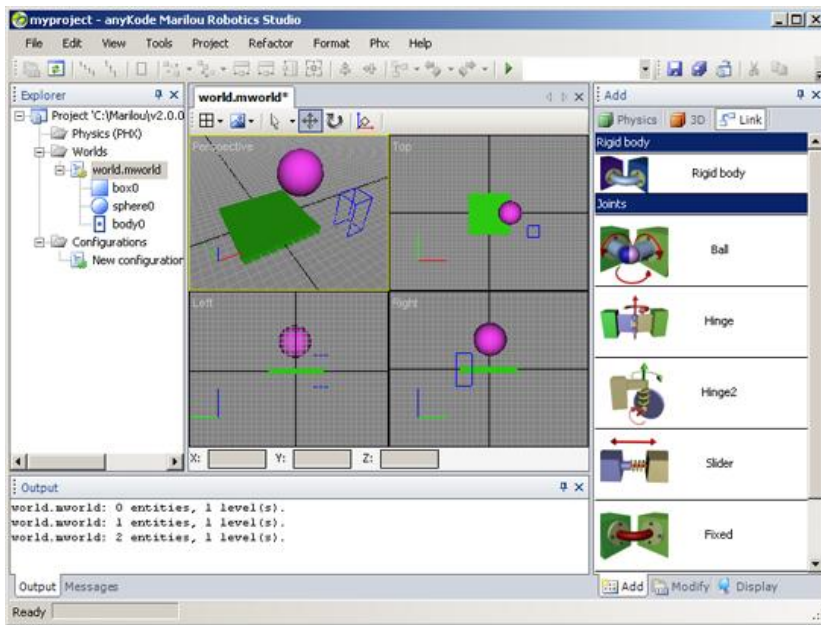 myproject - anyKode Marilou Robotics Studio
File Edit View Tools Project Refactor Format Phx Help
Explorer
Project 'C:\Marilou\v2.0.0
Physics (PHX)
Worlds
world.mworld
box0
sphere0
body0
Configurations
New configuration
world.mworld*
Perspective
Top
Left
Right
X: Y: Z:
Add
Physics 3D Link
Rigid body
Rigid body
Joints
Ball
Hinge
Hinge2
Slider
Fixed
Output
world.mworld: 0 entities, 1 level(s).
world.mworld: 1 entities, 1 level(s).
world.mworld: 2 entities, 1 level(s).
Output Messages
Add Modify Display
Ready